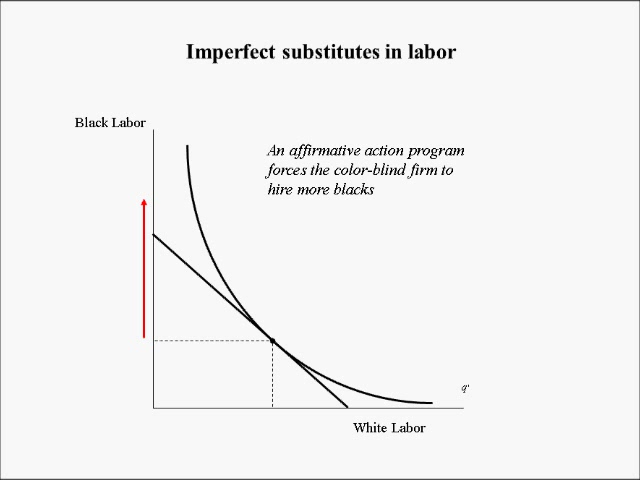 Imperfect substitutes in labor
Black Labor
An affirmative action program
forces the color-blind firm to
hire more blacks
q*
White Labor